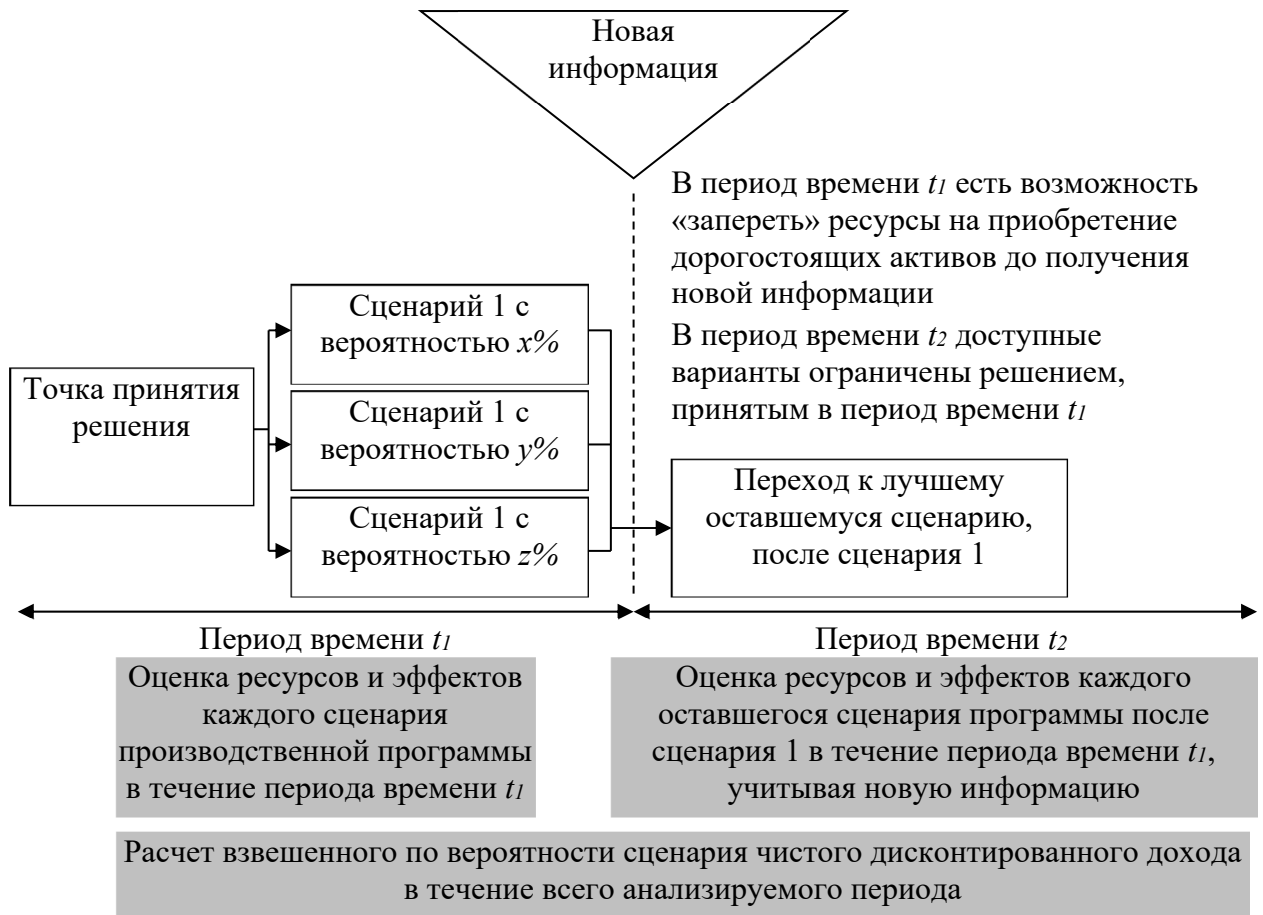 Новая
информация
В период времени t1 есть возможность
«запереть» ресурсы на приобретение
дорогостоящих активов до получения
новой информации
В период времени t2 доступные
варианты ограничены решением,
принятым в период времени t1
Точка принятия
решения
Сценарий 1 с
вероятностью x%
Сценарий 1 с
вероятностью y%
Сценарий 1 с
вероятностью z%
Переход к лучшему
оставшемуся сценарию,
после сценария 1
Период времени t1
Период времени t2
Оценка ресурсов и эффектов
каждого сценария
производственной программы
в течение периода времени t1
Оценка ресурсов и эффектов каждого
оставшегося сценария программы после
сценария 1 в течение периода времени t1,
учитывая новую информацию
Расчет взвешенного по вероятности сценария чистого дисконтированного дохода
в течение всего анализируемого периода